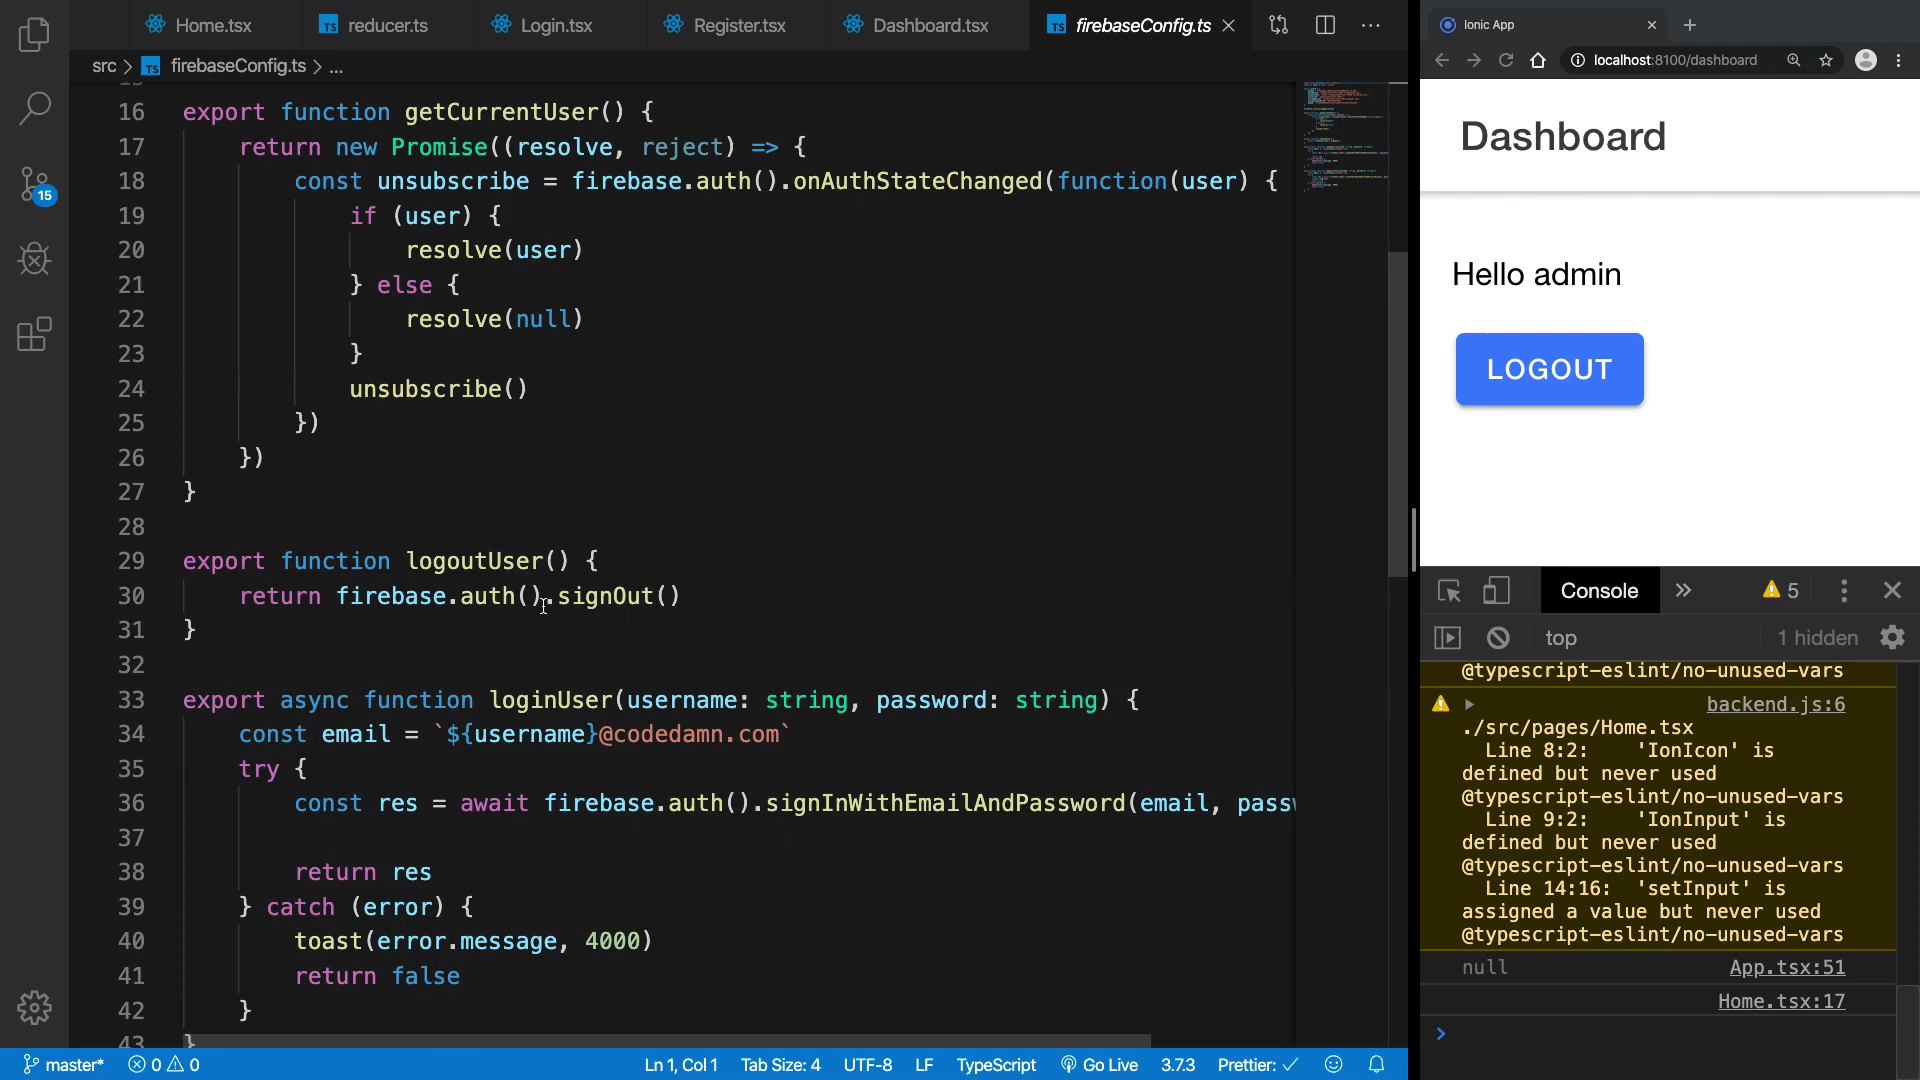 Home.tsx
TS reducer.ts
Login.tsx
Register.tsx
Dashboard.tsx
TS firebaseConfig.ts
src > TS firebaseConfig.ts > ...
16 export function getCurrentUser() {
17 return new Promise((resolve, reject) => {
18 const unsubscribe = firebase.auth().onAuthStateChanged(function(user) {
19 if (user) {
20 resolve(user)
21 } else {
22 resolve(null)
23 }
24 unsubscribe()
25 })
26 })
27 }
28
29 export function logoutUser() {
30 return firebase.auth().signOut()
31 }
32
33 export async function loginUser(username: string, password: string) {
34 const email = `${username}@codedamn.com`
35 try {
36 const res = await firebase.auth().signInWithEmailAndPassword(email, passw
37
38 return res
39 } catch (error) {
40 toast(error.message, 4000)
41 return false
42 }
43 }
15
master* 0 0
Ln 1, Col 1
Tab Size: 4
UTF-8
LF
TypeScript
Go Live
3.7.3
Prettier: ✓
Ionic App
localhost:8100/dashboard
Dashboard
Hello admin
LOGOUT
Console
5
top
1 hidden
@typescript-eslint/no-unused-vars
backend.js:6
./src/pages/Home.tsx
Line 8:2: 'IonIcon' is
defined but never used
@typescript-eslint/no-unused-vars
Line 9:2: 'IonInput' is
defined but never used
@typescript-eslint/no-unused-vars
Line 14:16: 'setInput' is
assigned a value but never used
@typescript-eslint/no-unused-vars
null App.tsx:51
Home.tsx:17